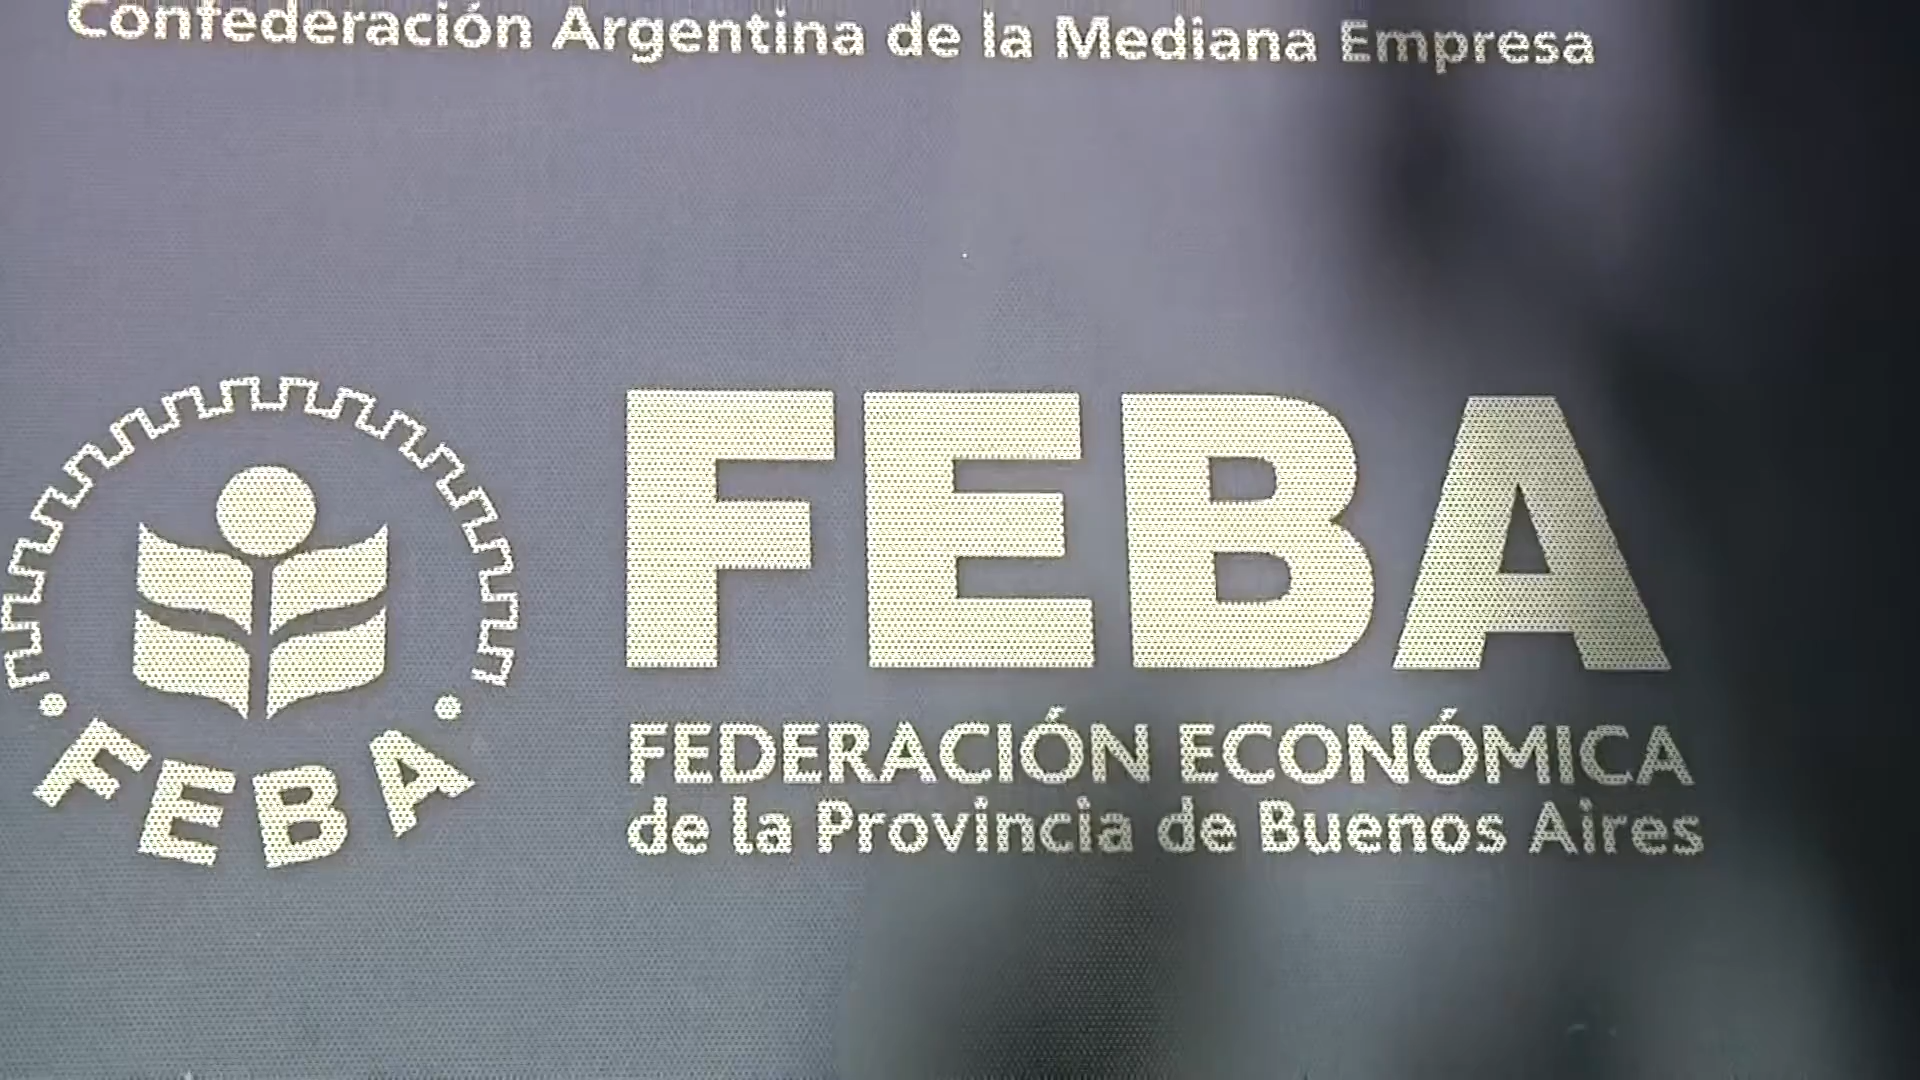 Confederación Argentina de la Mediana Empresa
FEBA
FEDERACIÓN ECONÓMICA
de la Provincia de Buenos Aires
FEBA